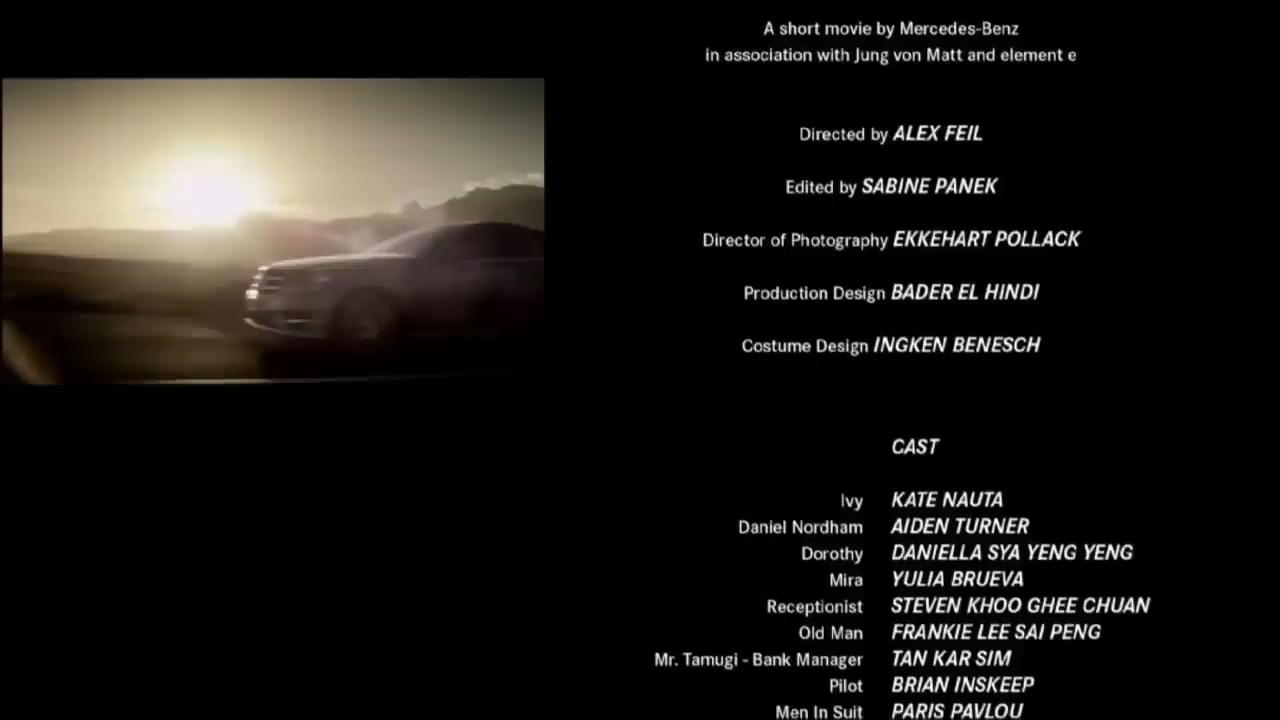 A short movie by Mercedes-Benz
in association with Jung von Matt and element e
Directed by ALEX FEIL
Edited by SABINE PANEK
Director of Photography EKKEHART POLLACK
Production Design BADER EL HINDI
Costume Design INGKEN BENESCH
CAST
Ivy KATE NAUTA
Daniel Nordham AIDEN TURNER
Dorothy DANIELLA SYA YENG YENG
Mira YULIA BRUEVA
Receptionist STEVEN KHOO GHEE CHUAN
Old Man FRANKIE LEE SAI PENG
Mr. Tamugi - Bank Manager TAN KAR SIM
Pilot BRIAN INSKEEP
Men In Suit PARIS PAVLOU